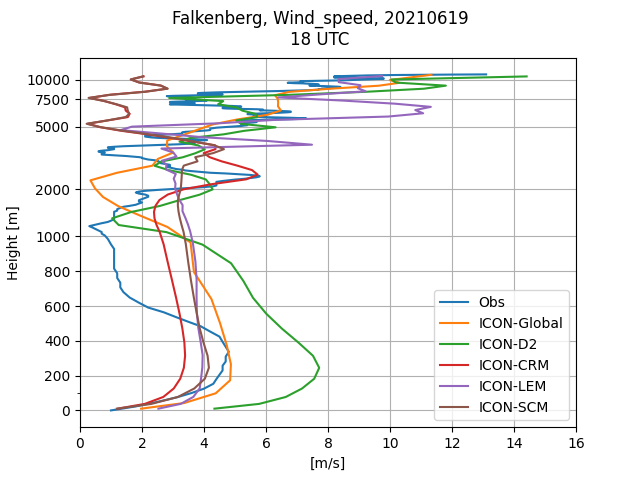 Falkenberg, Wind_speed, 20210619
18 UTC
Height [m]
10000
7500
5000
2000
1000
800
600
400
200
0
0 2 4 6 8 10 12 14 16
[m/s]
Obs
ICON-Global
ICON-D2
ICON-CRM
ICON-LEM
ICON-SCM